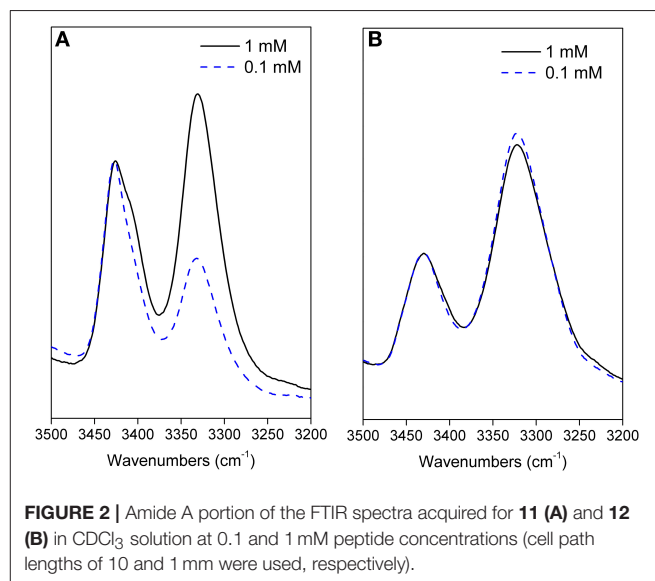 A
1 mM
0.1 mM
3500 3450 3400 3350 3300 3250 3200
Wavenumbers (cm⁻¹)
B
1 mM
0.1 mM
3500 3450 3400 3350 3300 3250 3200
Wavenumbers (cm⁻¹)
FIGURE 2 | Amide A portion of the FTIR spectra acquired for 11 (A) and 12
(B) in CDCl₃ solution at 0.1 and 1 mM peptide concentrations (cell path
lengths of 10 and 1 mm were used, respectively).